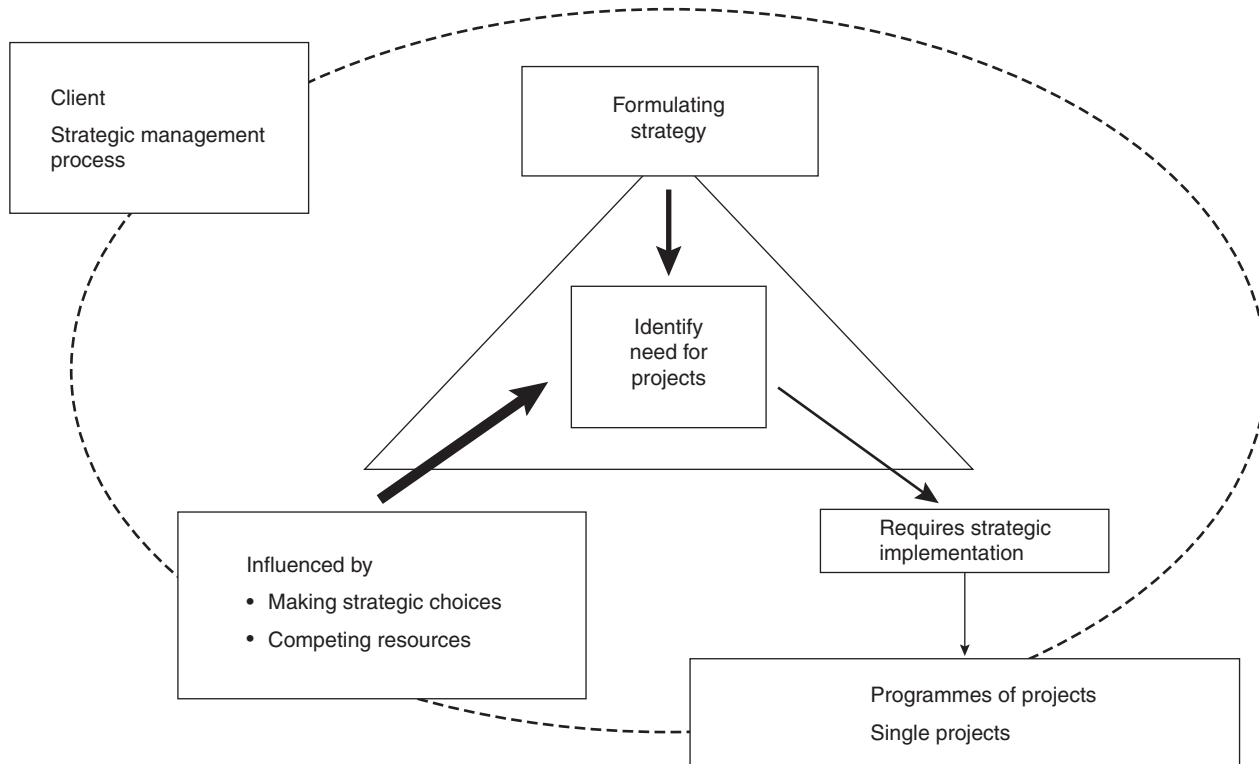 Client
Strategic management
process
Formulating
strategy
Identify
need for
projects
Influenced by
• Making strategic choices
• Competing resources
Requires strategic
implementation
Programmes of projects
Single projects